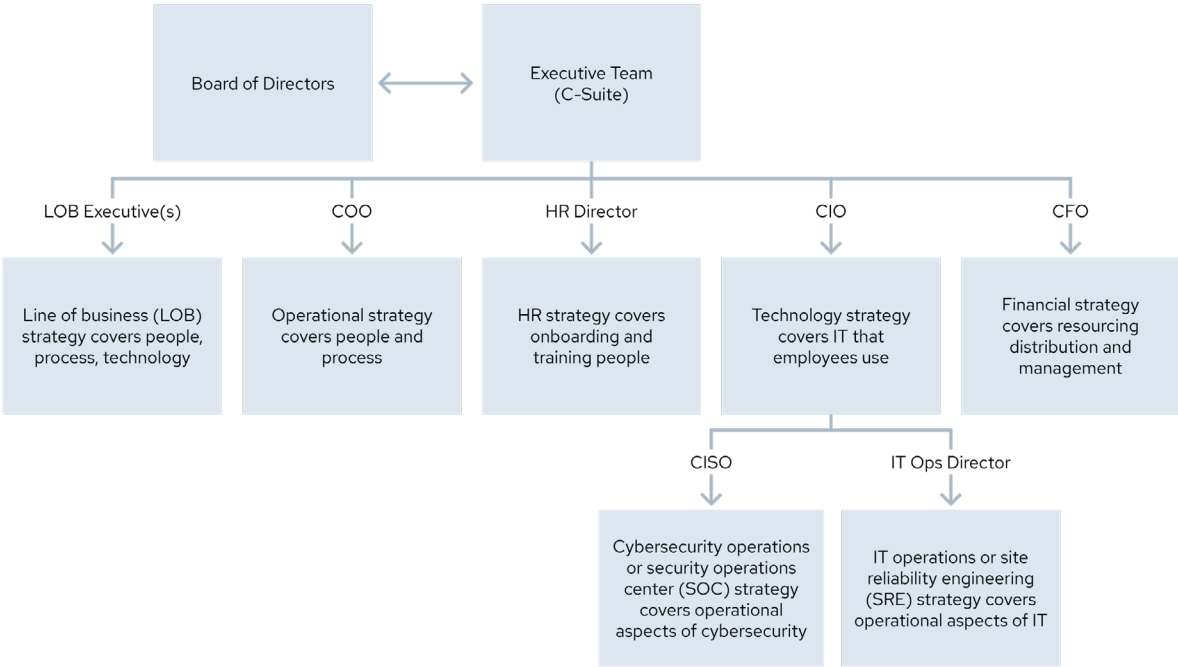 Board of Directors
Executive Team
(C-Suite)
LOB Executive(s)
COO
HR Director
CIO
CFO
Line of business (LOB)
strategy covers people,
process, technology
Operational strategy
covers people and
process
HR strategy covers
onboarding and
training people
Technology strategy
covers IT that
employees use
Financial strategy
covers resourcing
distribution and
management
CISO
IT Ops Director
Cybersecurity operations
or security operations
center (SOC) strategy
covers operational
aspects of cybersecurity
IT operations or site
reliability engineering
(SRE) strategy covers
operational aspects of IT